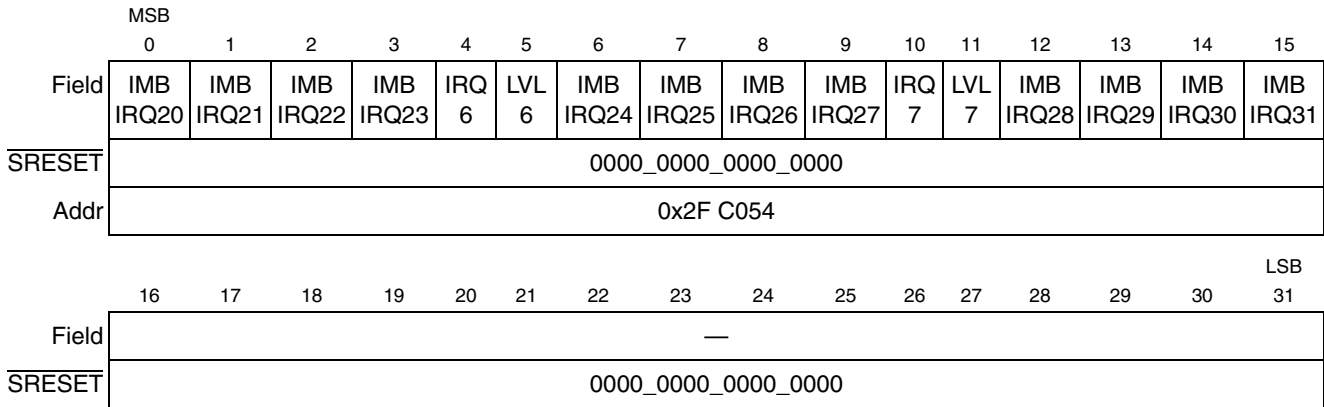 MSB
0 1 2 3 4 5 6 7 8 9 10 11 12 13 14 15
Field IMB IMB IMB IMB IRQ LVL IMB IMB IMB IMB IRQ LVL IMB IMB IMB IMB
IRQ20 IRQ21 IRQ22 IRQ23 6 6 IRQ24 IRQ25 IRQ26 IRQ27 7 7 IRQ28 IRQ29 IRQ30 IRQ31
SRESET 0000_0000_0000_0000
Addr 0x2F C054
LSB
16 17 18 19 20 21 22 23 24 25 26 27 28 29 30 31
Field —
SRESET 0000_0000_0000_0000